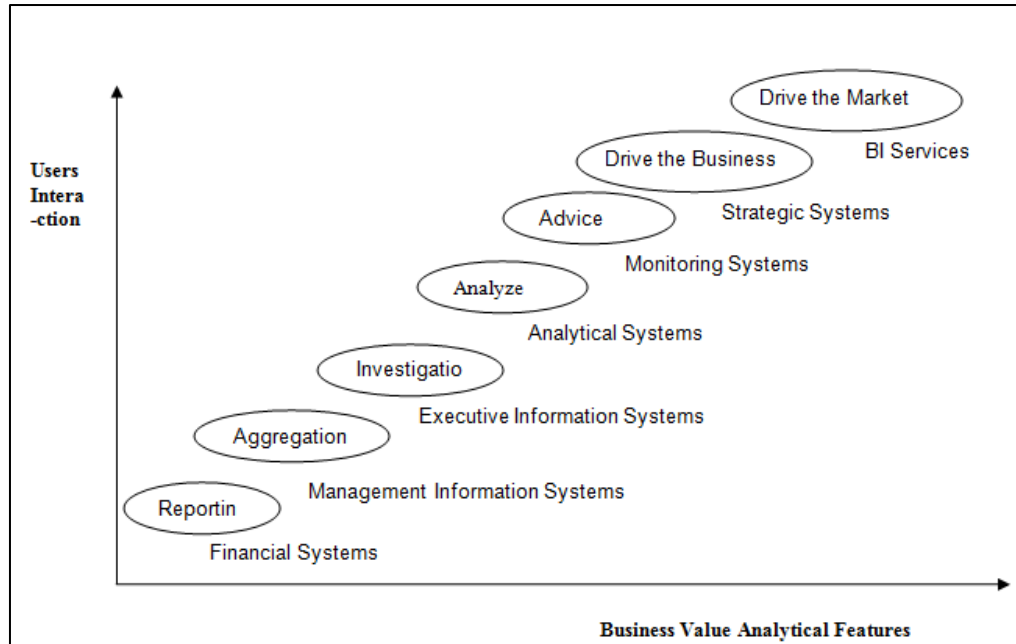 Drive the Market
BI Services
Drive the Business
Users
Intera
-ction
Strategic Systems
Advice
Monitoring Systems
Analyze
Analytical Systems
Investigatio
Executive Information Systems
Aggregation
Management Information Systems
Reportin
Financial Systems
Business Value Analytical Features